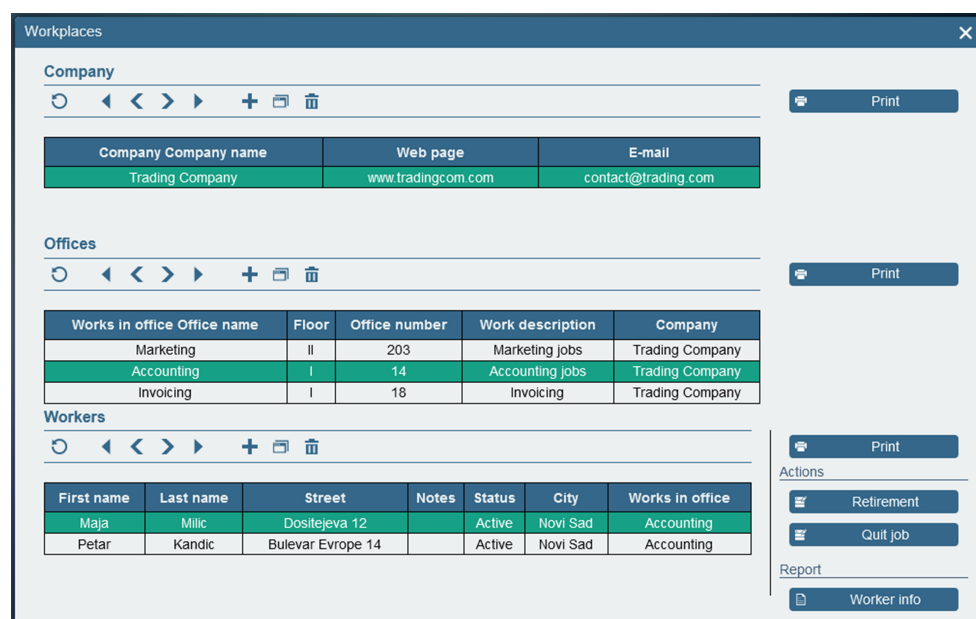 Workplaces
Company
Print
Company Company name Web page E-mail
Trading Company www.tradingcom.com contact@trading.com
Offices
Print
Works in office Office name Floor Office number Work description Company
Marketing II 203 Marketing jobs Trading Company
Accounting I 14 Accounting jobs Trading Company
Invoicing I 18 Invoicing Trading Company
Workers
Print
Actions
First name Last name Street Notes Status City Works in office
Maja Milic Dositejeva 12 Active Novi Sad Accounting
Petar Kandic Bulevar Evrope 14 Active Novi Sad Accounting
Retirement
Quit job
Report
Worker info